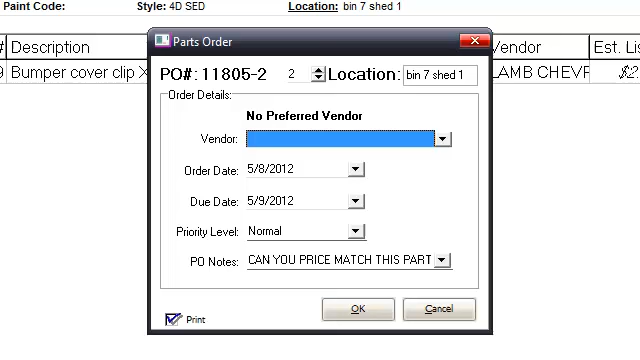 Paint Code: Style: 4D SED Location: bin 7 shed 1
Parts Order
Description Vendor Est.
PO#: 11805-2 2 Location: bin 7 shed 1
Bumper cover clip LAMB
Order Details:
No Preferred Vendor
Vendor:
Order Date: 5/8/2012
Due Date: 5/9/2012
Priority Level: Normal
PO Notes: CAN YOU PRICE MATCH THIS PART
Print OK Cancel